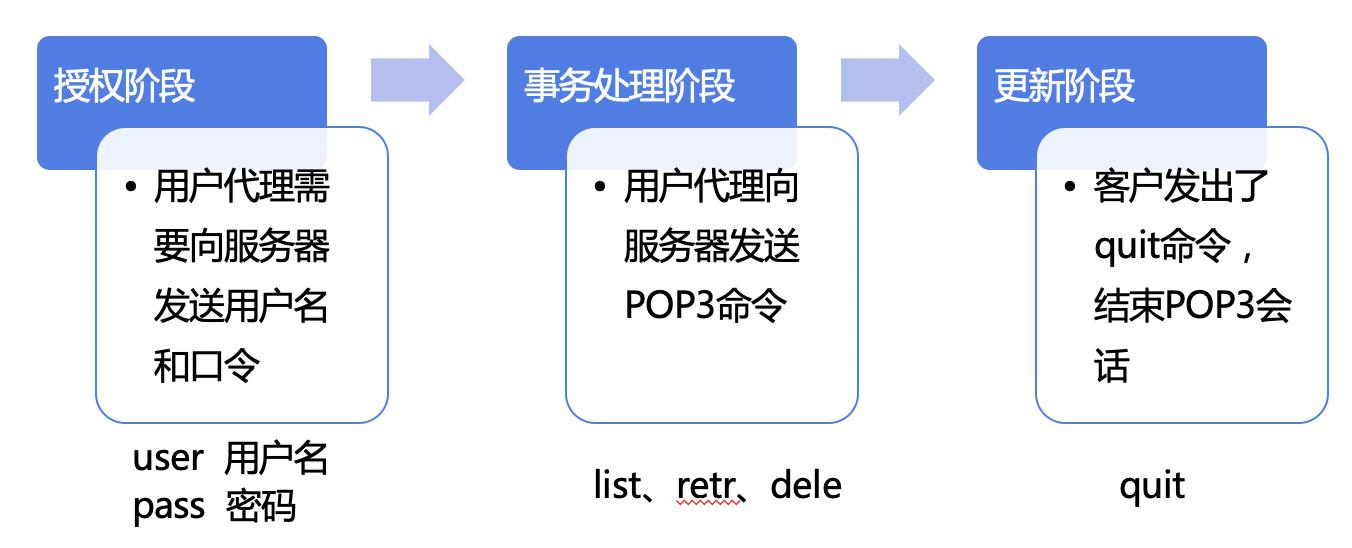 授权阶段
• 用户代理需
要向服务器
发送用户名
和口令
user 用户名
pass 密码
事务处理阶段
• 用户代理向
服务器发送
POP3命令
list、retr、dele
更新阶段
• 客户发出了
quit命令，
结束POP3会
话
quit